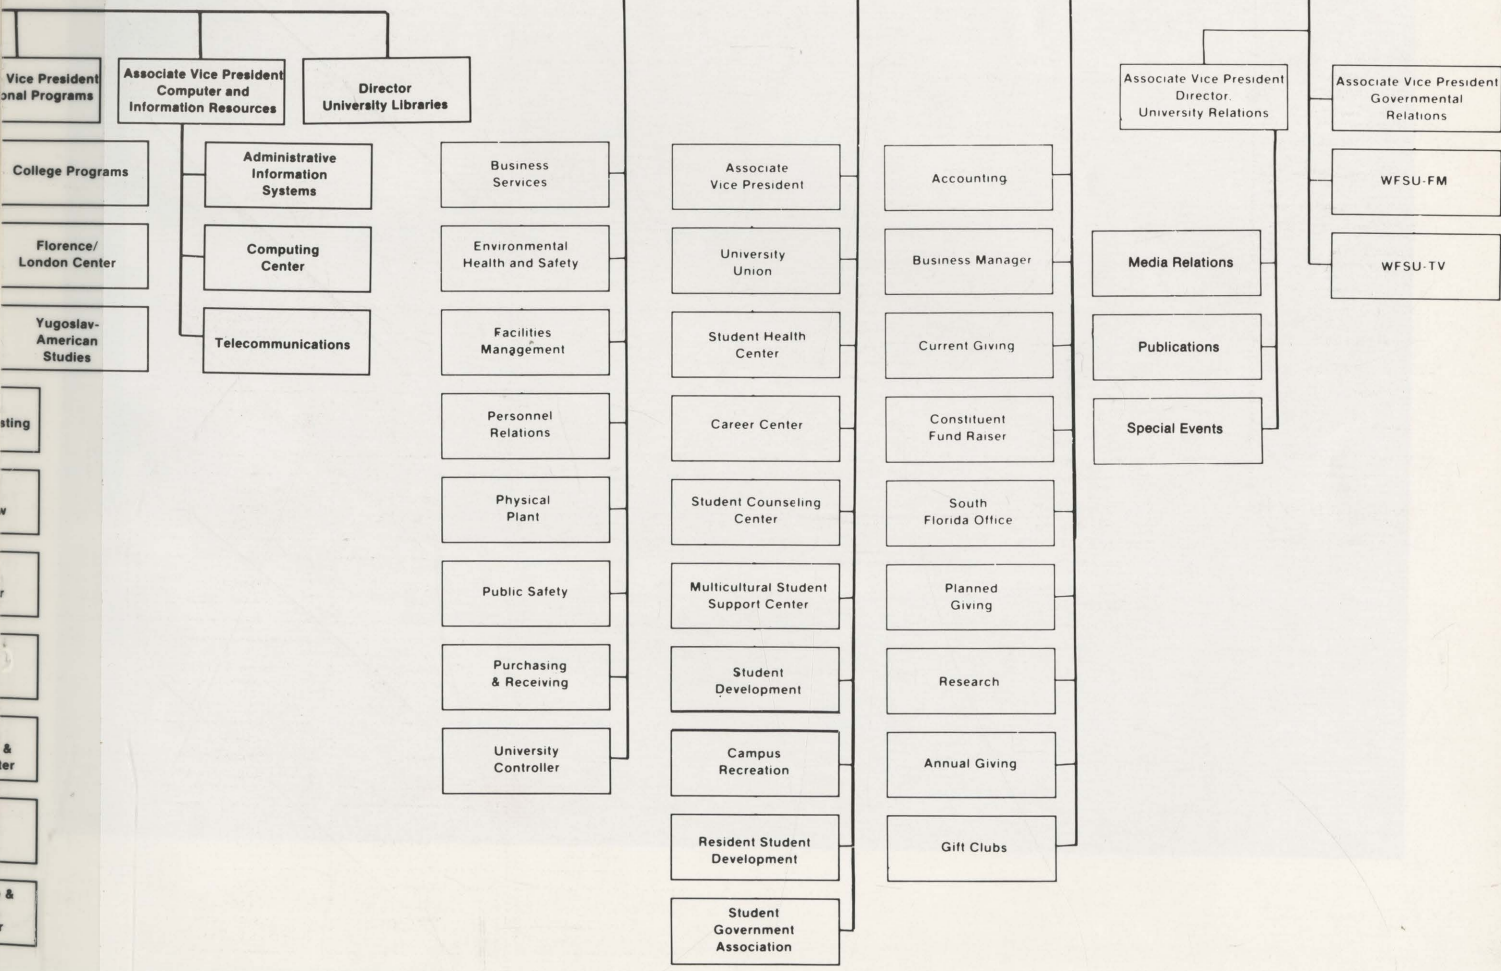 Vice President
Programs
Associate Vice President
Computer and
Information Resources
Director
University Libraries
Associate Vice President
Director.
University Relations
Associate Vice President
Governmental
Relations
College Programs
Florence/
London Center
Yugoslav-
American
Studies
&
&
Administrative
Information
Systems
Computing
Center
Telecommunications
Business
Services
Environmental
Health and Safety
Facilities
Management
Personnel
Relations
Physical
Plant
Public Safety
Purchasing
& Receiving
University
Controller
Associate
Vice President
University
Union
Student Health
Center
Career Center
Student Counseling
Center
Multicultural Student
Support Center
Student
Development
Campus
Recreation
Resident Student
Development
Student
Government
Association
Accounting
Business Manager
Current Giving
Constituent
Fund Raiser
South
Florida Office
Planned
Giving
Research
Annual Giving
Gift Clubs
Media Relations
Publications
Special Events
WFSU-FM
WFSU-TV